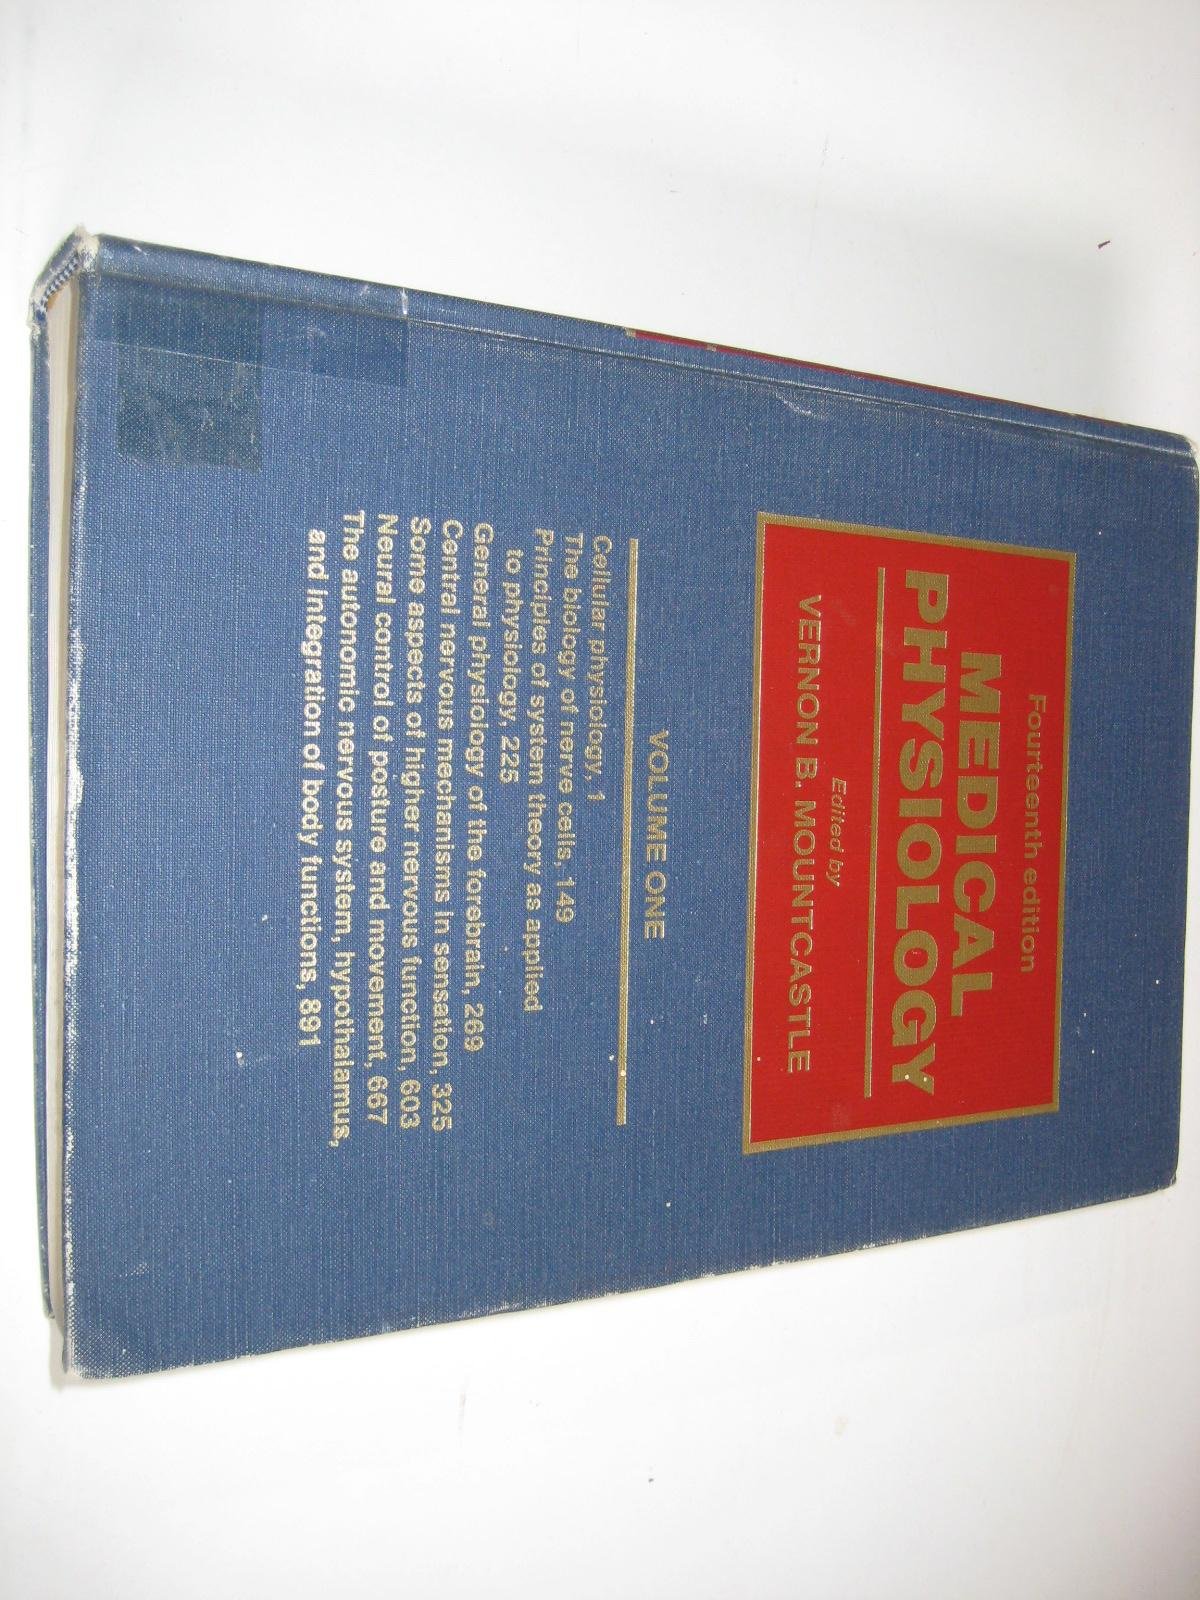 Fourteenth edition
MEDICAL
PHYSIOLOGY
Edited by
VERNON B. MOUNTCASTLE
VOLUME ONE
Cellular physiology, 1
The biology of nerve cells, 149
Principles of system theory as applied
to physiology, 225
General physiology of the forebrain, 269
Central nervous mechanisms in sensation, 325
Some aspects of higher nervous function, 603
Neural control of posture and movement, 667
The autonomic nervous system, hypothalamus,
and integration of body functions, 891